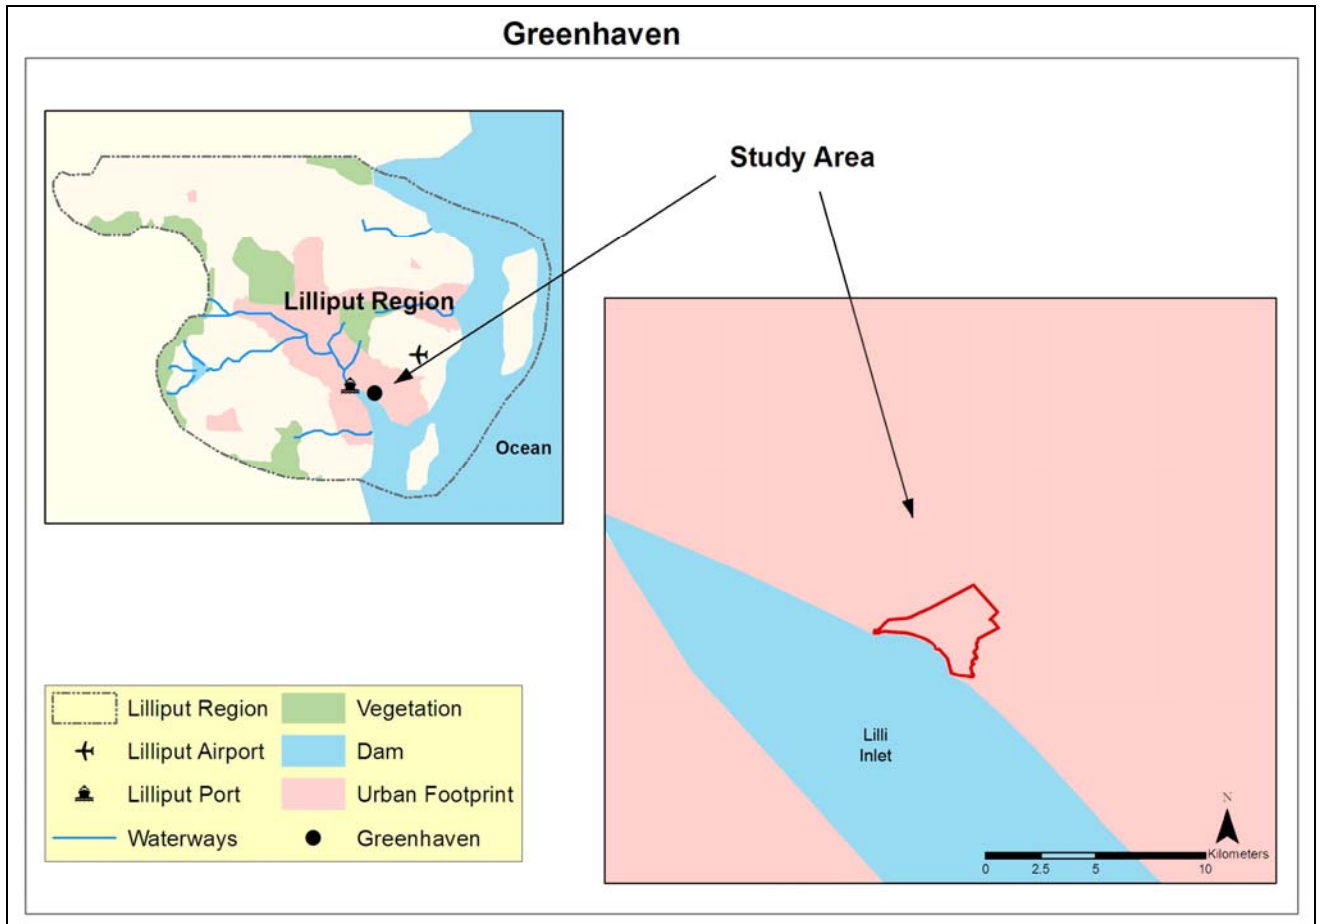 Greenhaven
Study Area
Lilliput Region
Ocean
Lilli
Inlet
N
Kilometers
0 2.5 5 10
Lilliput Region
Vegetation
Lilliput Airport
Dam
Lilliput Port
Urban Footprint
Waterways
Greenhaven